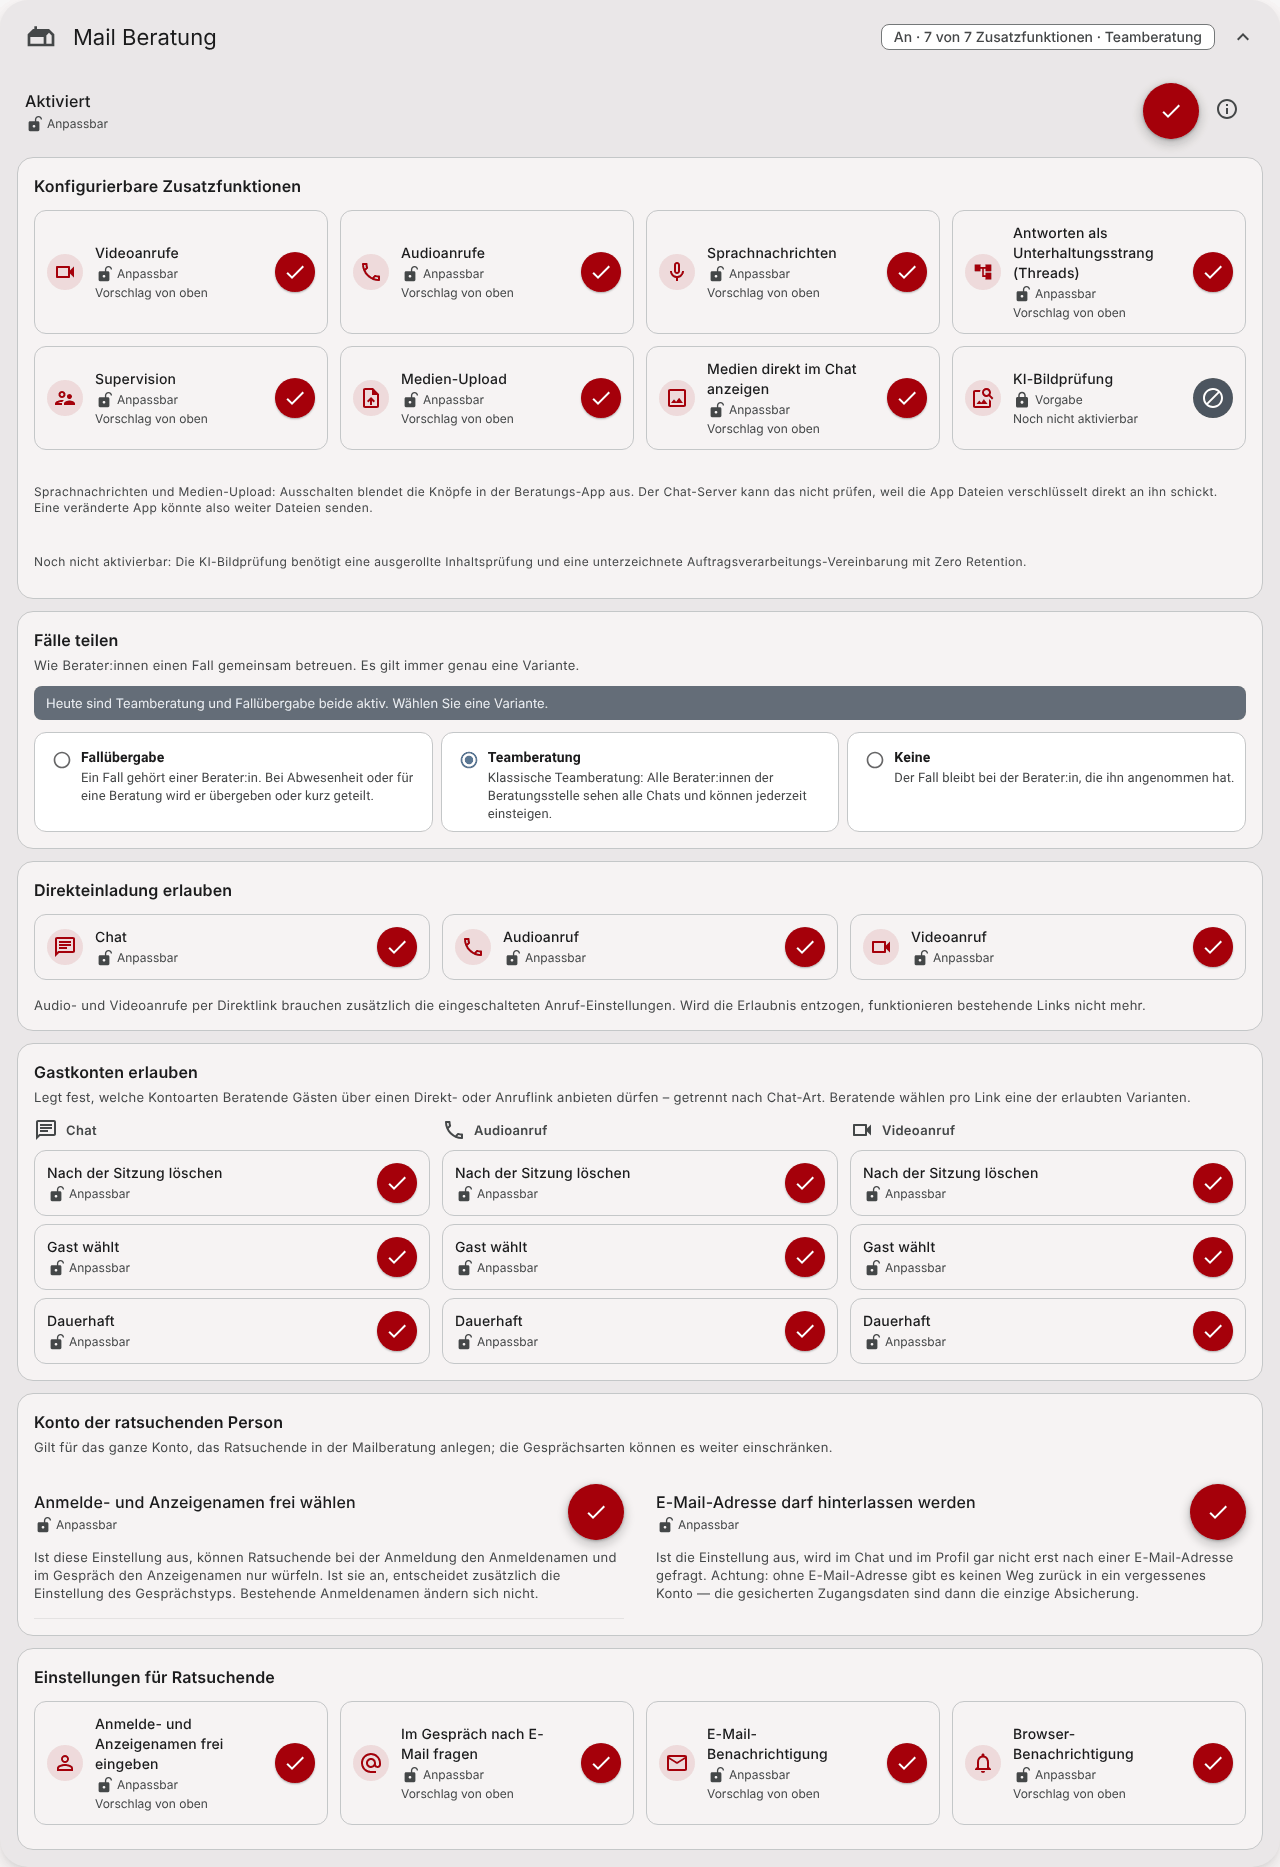 Mail Beratung
An · 7 von 7 Zusatzfunktionen · Teamberatung
Aktiviert
Anpassbar
Konfigurierbare Zusatzfunktionen
Videoanrufe
Anpassbar
Vorschlag von oben
Audioanrufe
Anpassbar
Vorschlag von oben
Sprachnachrichten
Anpassbar
Vorschlag von oben
Antworten als
Unterhaltungsstrang
(Threads)
Anpassbar
Vorschlag von oben
Supervision
Anpassbar
Vorschlag von oben
Medien-Upload
Anpassbar
Vorschlag von oben
Medien direkt im Chat
anzeigen
Anpassbar
Vorschlag von oben
KI-Bildprüfung
Vorgabe
Noch nicht aktivierbar
Sprachnachrichten und Medien-Upload: Ausschalten blendet die Knöpfe in der Beratungs-App aus. Der Chat-Server kann das nicht prüfen, weil die App Dateien verschlüsselt direkt an ihn schickt.
Eine veränderte App könnte also weiter Dateien senden.
Noch nicht aktivierbar: Die KI-Bildprüfung benötigt eine ausgerollte Inhaltsprüfung und eine unterzeichnete Auftragsverarbeitungs-Vereinbarung mit Zero Retention.
Fälle teilen
Wie Berater:innen einen Fall gemeinsam betreuen. Es gilt immer genau eine Variante.
Heute sind Teamberatung und Fallübergabe beide aktiv. Wählen Sie eine Variante.
Fallübergabe
Ein Fall gehört einer Berater:in. Bei Abwesenheit oder für
eine Beratung wird er übergeben oder kurz geteilt.
Teamberatung
Klassische Teamberatung: Alle Berater:innen der
Beratungsstelle sehen alle Chats und können jederzeit
einsteigen.
Keine
Der Fall bleibt bei der Berater:in, die ihn angenommen hat.
Direkteinladung erlauben
Chat
Anpassbar
Audioanruf
Anpassbar
Videoanruf
Anpassbar
Audio- und Videoanrufe per Direktlink brauchen zusätzlich die eingeschalteten Anruf-Einstellungen. Wird die Erlaubnis entzogen, funktionieren bestehende Links nicht mehr.
Gastkonten erlauben
Legt fest, welche Kontoarten Beratende Gästen über einen Direkt- oder Anruflink anbieten dürfen – getrennt nach Chat-Art. Beratende wählen pro Link eine der erlaubten Varianten.
Chat
Audioanruf
Videoanruf
Nach der Sitzung löschen
Anpassbar
Nach der Sitzung löschen
Anpassbar
Nach der Sitzung löschen
Anpassbar
Gast wählt
Anpassbar
Gast wählt
Anpassbar
Gast wählt
Anpassbar
Dauerhaft
Anpassbar
Dauerhaft
Anpassbar
Dauerhaft
Anpassbar
Konto der ratsuchenden Person
Gilt für das ganze Konto, das Ratsuchende in der Mailberatung anlegen; die Gesprächsarten können es weiter einschränken.
Anmelde- und Anzeigenamen frei wählen
Anpassbar
Ist diese Einstellung aus, können Ratsuchende bei der Anmeldung den Anmeldenamen und
im Gespräch den Anzeigenamen nur würfeln. Ist sie an, entscheidet zusätzlich die
Einstellung des Gesprächstyps. Bestehende Anmeldenamen ändern sich nicht.
E-Mail-Adresse darf hinterlassen werden
Anpassbar
Ist die Einstellung aus, wird im Chat und im Profil gar nicht erst nach einer E-Mail-Adresse
gefragt. Achtung: ohne E-Mail-Adresse gibt es keinen Weg zurück in ein vergessenes
Konto — die gesicherten Zugangsdaten sind dann die einzige Absicherung.
Einstellungen für Ratsuchende
Anmelde- und
Anzeigenamen frei
eingeben
Anpassbar
Vorschlag von oben
Im Gespräch nach E-
Mail fragen
Anpassbar
Vorschlag von oben
E-Mail-
Benachrichtigung
Anpassbar
Vorschlag von oben
Browser-
Benachrichtigung
Anpassbar
Vorschlag von oben